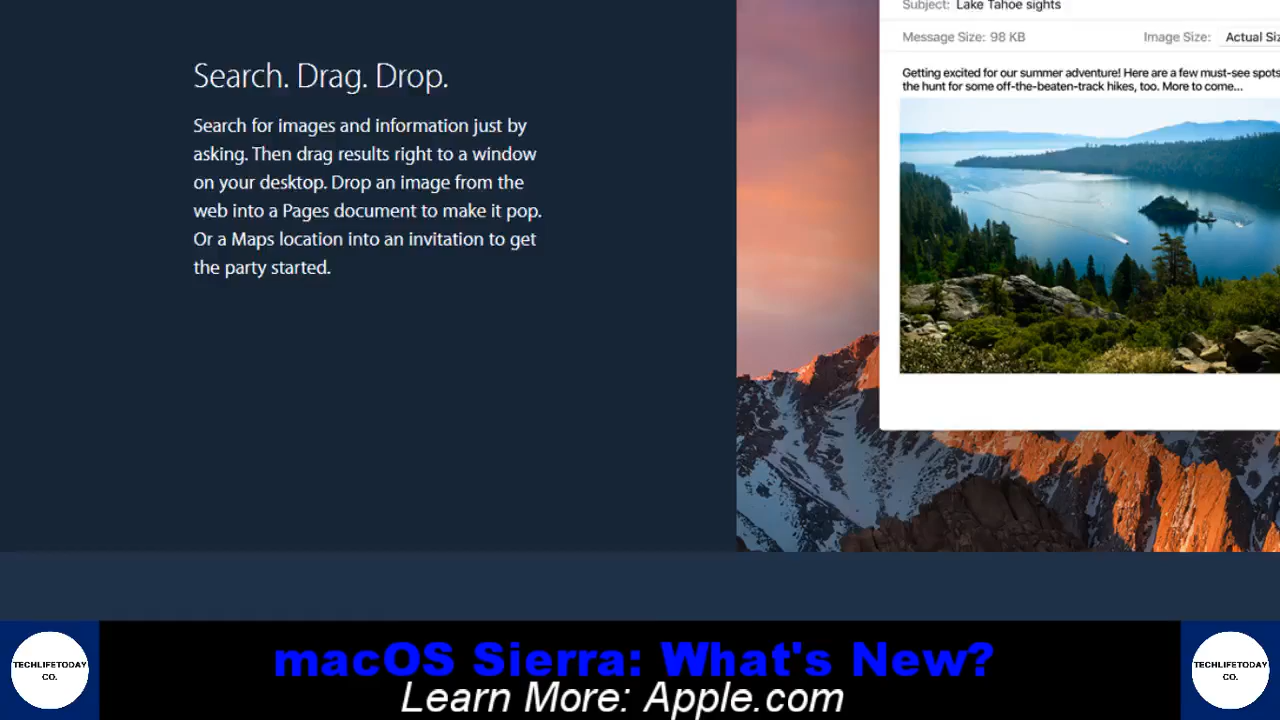 Subject: Lake Tahoe sights
Message Size: 98 KB Image Size: Actual Siz
Getting excited for our summer adventure! Here are a few must-see spots
the hunt for some off-the-beaten-track hikes, too. More to come...
Search. Drag. Drop.
Search for images and information just by
asking. Then drag results right to a window
on your desktop. Drop an image from the
web into a Pages document to make it pop.
Or a Maps location into an invitation to get
the party started.
TECHLIFETODAY
CO.
macOS Sierra: What's New?
Learn More: Apple.com
TECHLIFETODAY
CO.